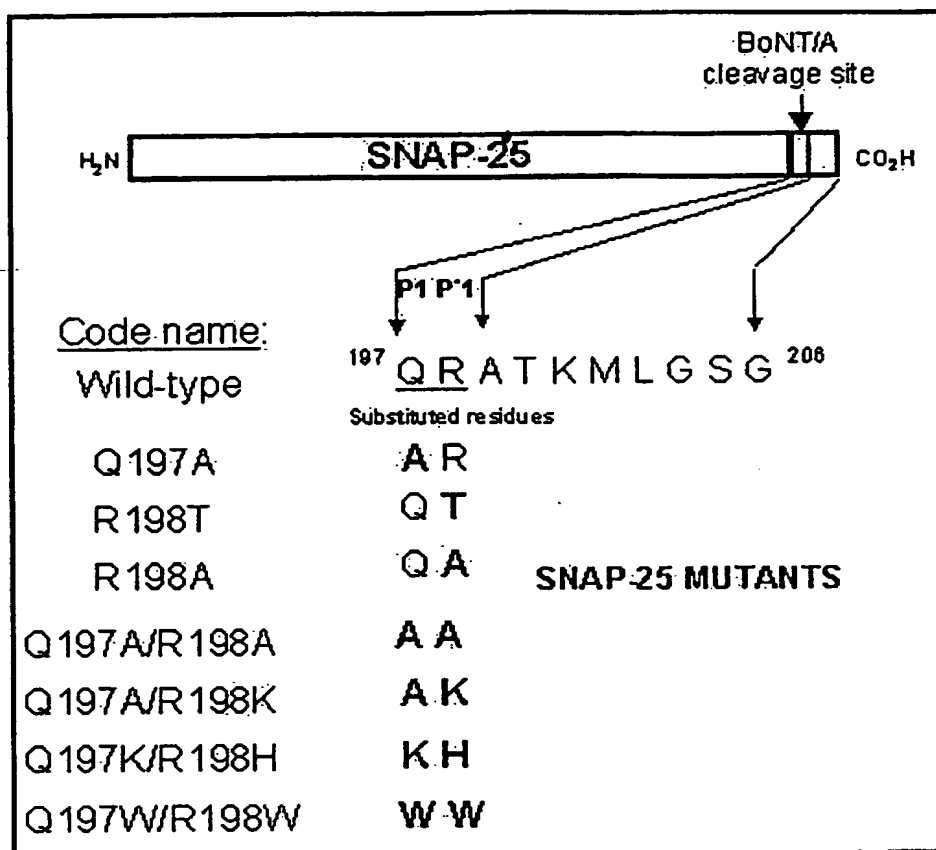 BoNT/A
cleavage site
H₂N SNAP-25 CO₂H
P1 P'1
Code name:
Wild-type
197 Q R A T K M L G S G 206
Substituted residues
Q197A A R
R198T Q T
R198A Q A SNAP-25 MUTANTS
Q197A/R198A A A
Q197A/R198K A K
Q197K/R198H K H
Q197W/R198W W W